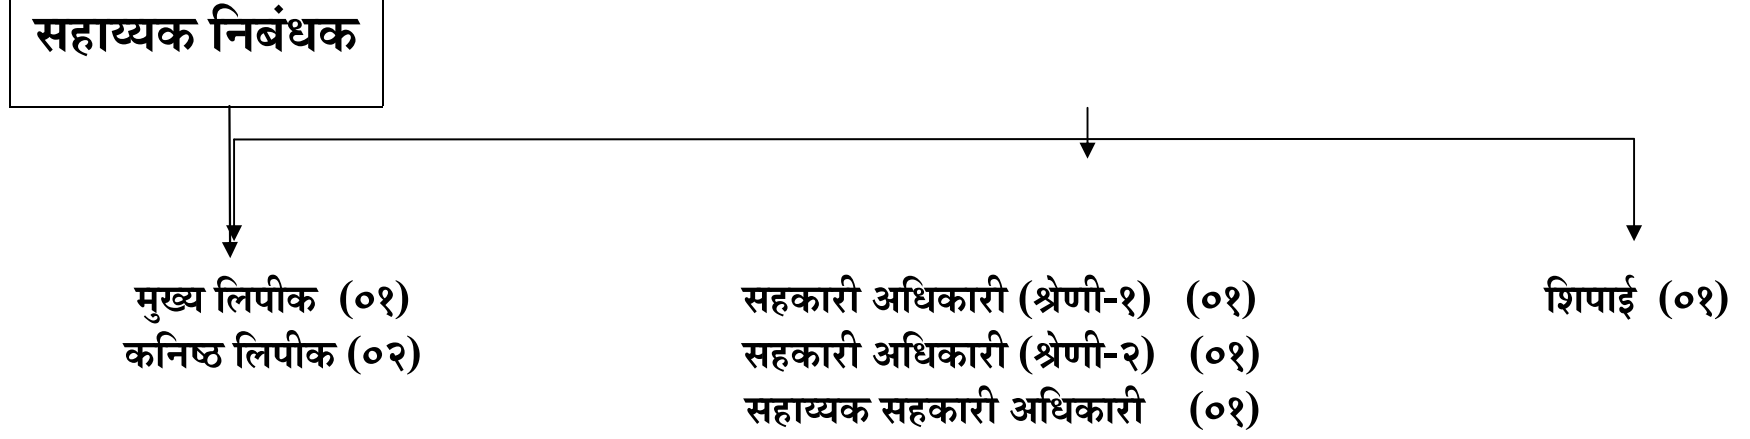 सहाय्यक निबंधक
मुख्य लिपीक (०१) सहकारी अधिकारी (श्रेणी-१) (०१) शिपाई (०१)
कनिष्ठ लिपीक (०२) सहकारी अधिकारी (श्रेणी-२) (०१)
सहाय्यक सहकारी अधिकारी (०१)